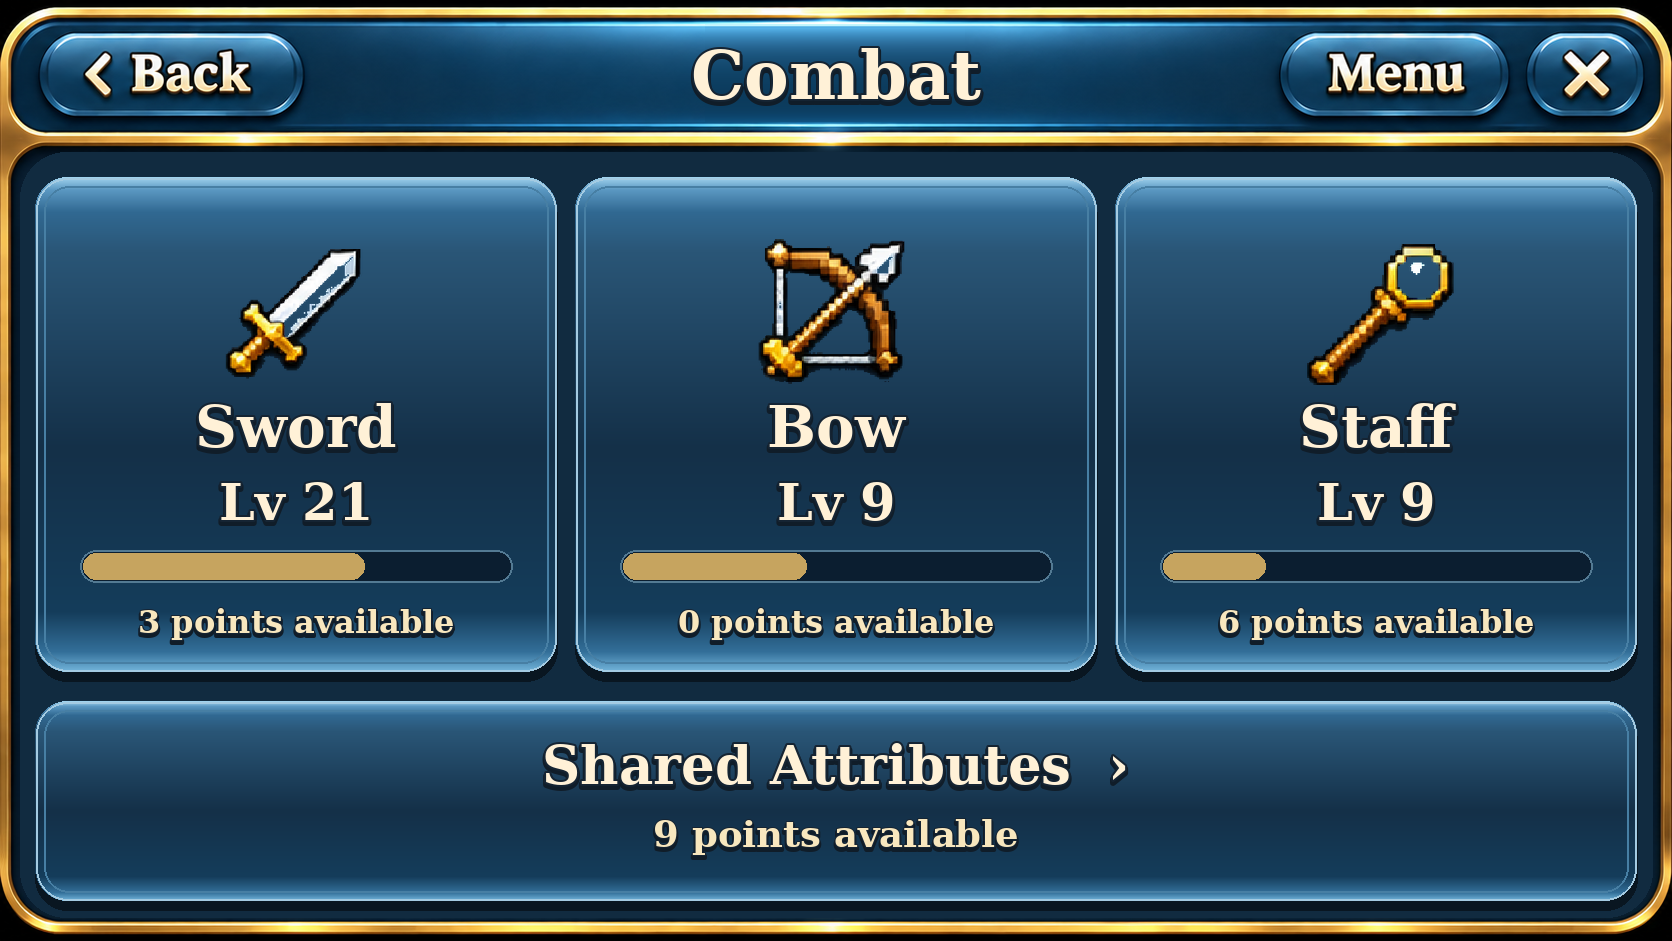 Back
Combat
Menu
Sword
Lv 21
3 points available
Bow
Lv 9
0 points available
Staff
Lv 9
6 points available
Shared Attributes ›
9 points available